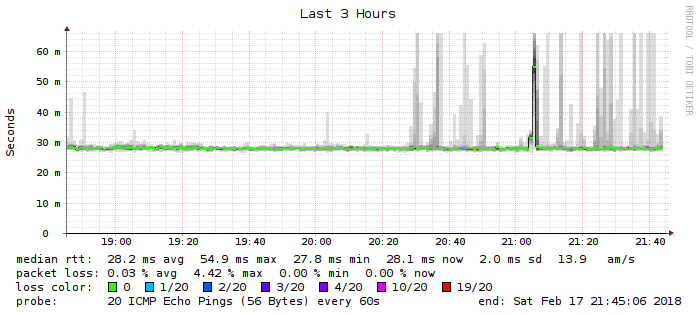 Last 3 Hours
RRDTOOL / TOBI OETIKER
Seconds
60 m
50 m
40 m
30 m
20 m
10 m
0
19:00 19:20 19:40 20:00 20:20 20:40 21:00 21:20 21:40
median rtt: 28.2 ms avg 54.9 ms max 27.8 ms min 28.1 ms now 2.0 ms sd 13.9 am/s
packet loss: 0.03 % avg 4.42 % max 0.00 % min 0.00 % now
loss color: 0 1/20 2/20 3/20 4/20 10/20 19/20
probe: 20 ICMP Echo Pings (56 Bytes) every 60s end: Sat Feb 17 21:45:06 2018